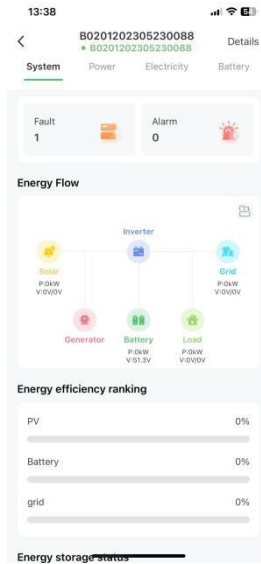 13:38
B0201202305230088
B0201202305230088
Details
System Power Electricity Battery
Fault
1
Alarm
0
Energy Flow
Inverter
Solar
P:0kW
V:0V/0V
Grid
P:0kW
V:0V/0V
Generator
Battery
P:0kW
V:51.3V
Load
P:0kW
V:0V/0V
Energy efficiency ranking
PV 0%
Battery 0%
grid 0%
Energy storage status